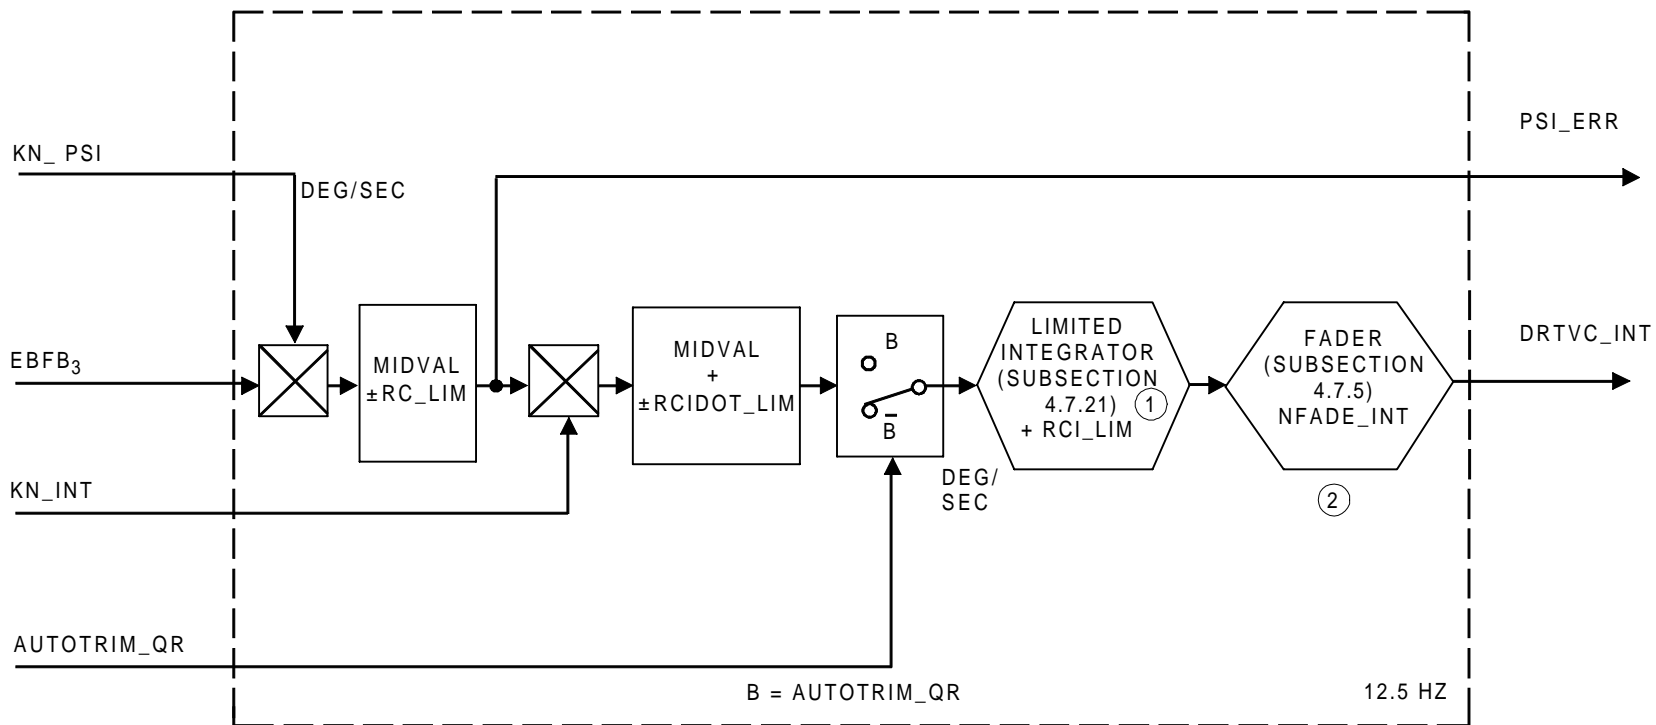 PSI_ERR
KN_ PSI
DEG/SEC
EBFB3
MIDVAL
±RC_LIM
MIDVAL
+
±RCIDOT_LIM
B
B̄
LIMITED
INTEGRATOR
(SUBSECTION
4.7.21) 1
+ RCI_LIM
FADER
(SUBSECTION
4.7.5)
NFADE_INT
2
DRTVC_INT
KN_INT
DEG/
SEC
AUTOTRIM_QR
B = AUTOTRIM_QR
12.5 HZ